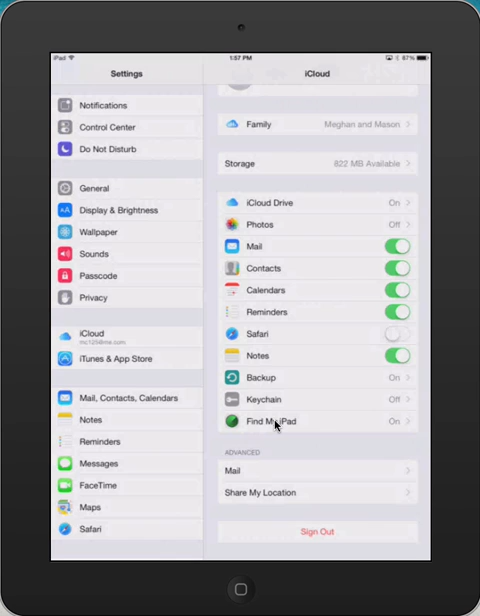 iPad 1:57 PM 87%
Settings
iCloud
Notifications
Control Center
Do Not Disturb
General
Display & Brightness
Wallpaper
Sounds
Passcode
Privacy
iCloud
mc125@me.com
iTunes & App Store
Mail, Contacts, Calendars
Notes
Reminders
Messages
FaceTime
Maps
Safari
Family Meghan and Mason
Storage 822 MB Available
iCloud Drive On
Photos Off
Mail
Contacts
Calendars
Reminders
Safari
Notes
Backup On
Keychain Off
Find My iPad On
ADVANCED
Mail
Share My Location
Sign Out